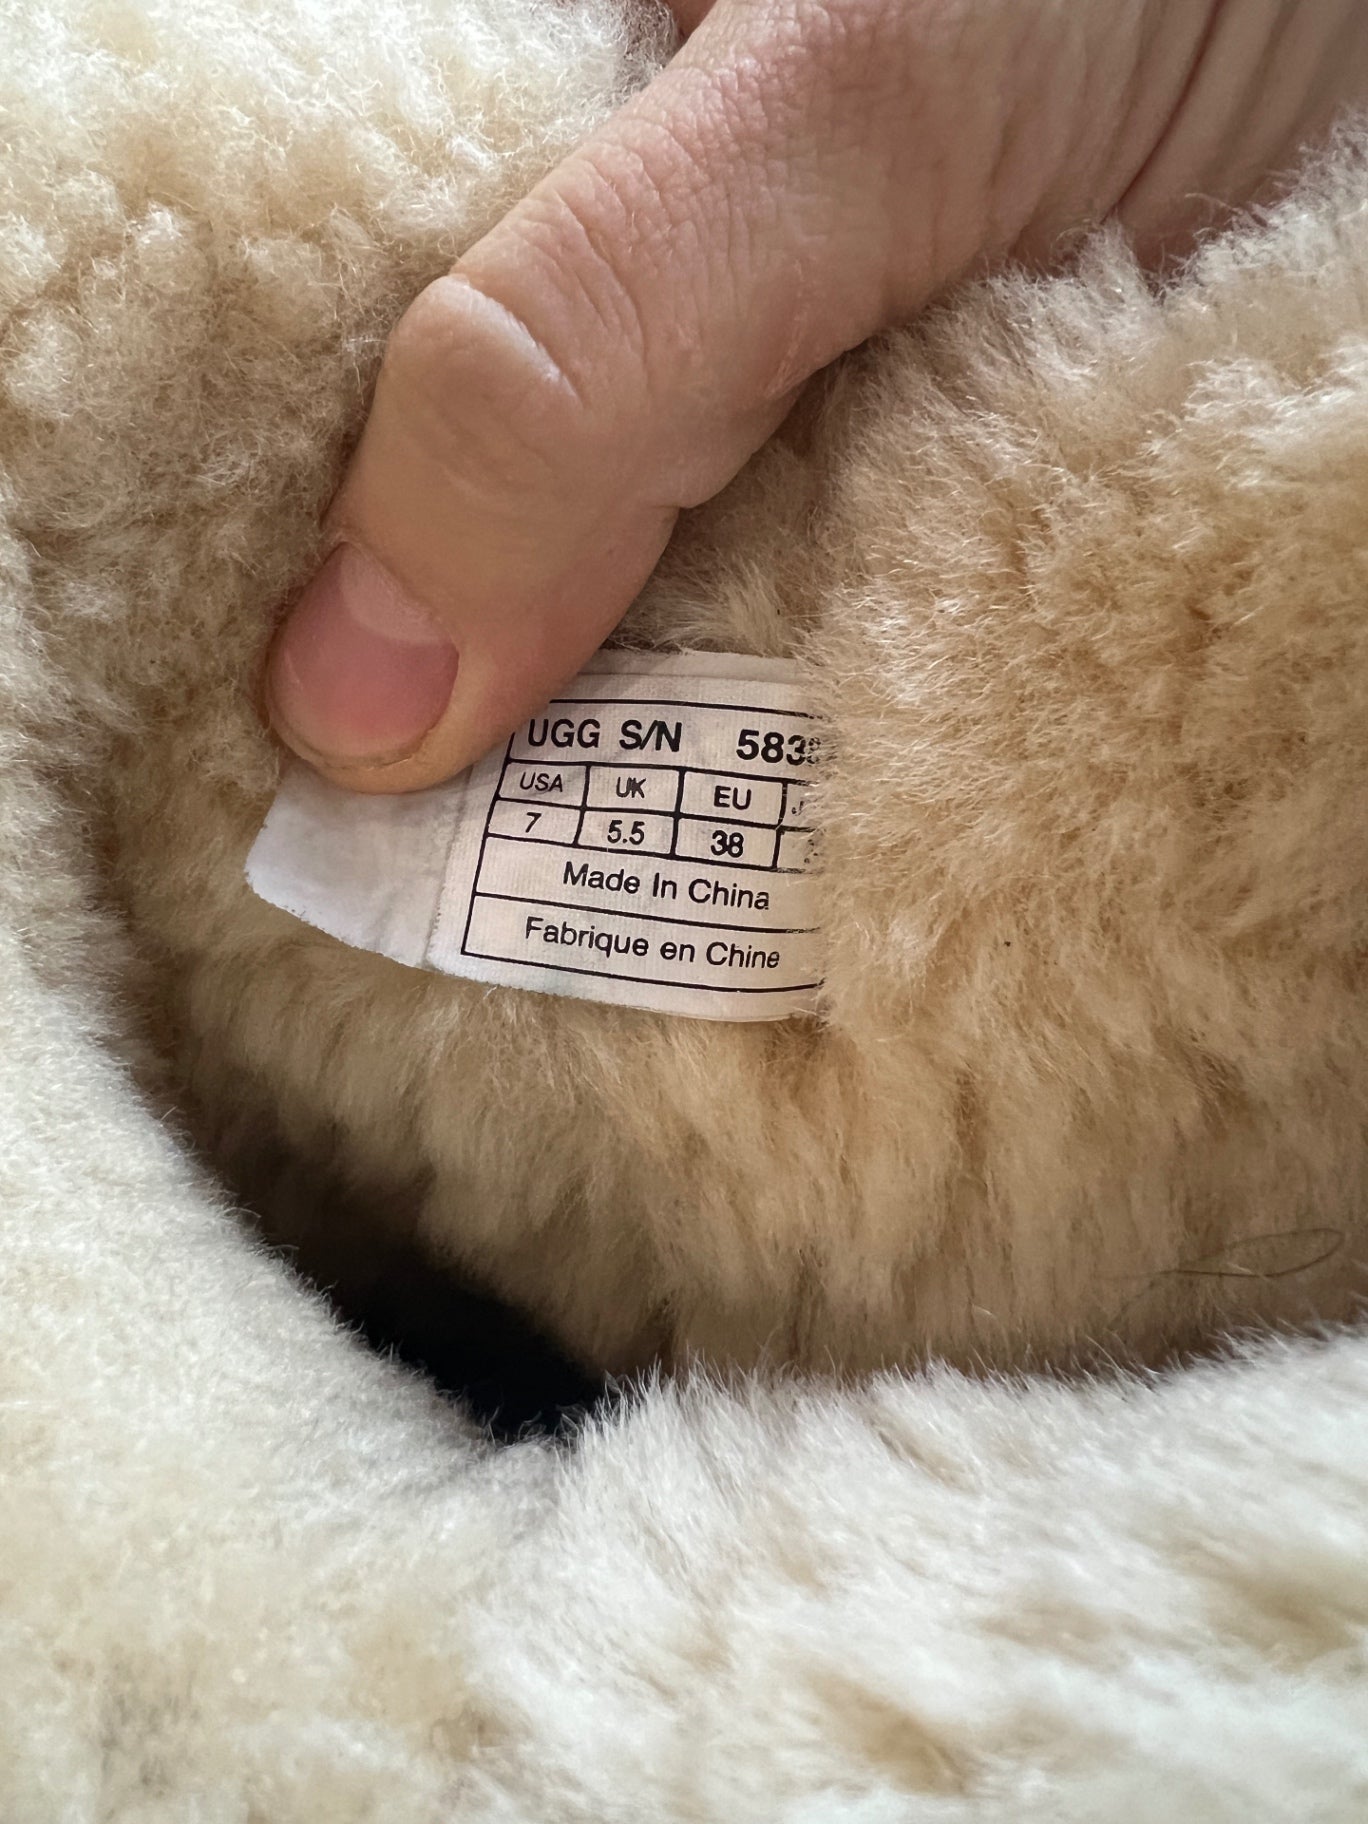 UGG S/N 583
USA UK EU
7 5.5 38
Made In China
Fabrique en Chine